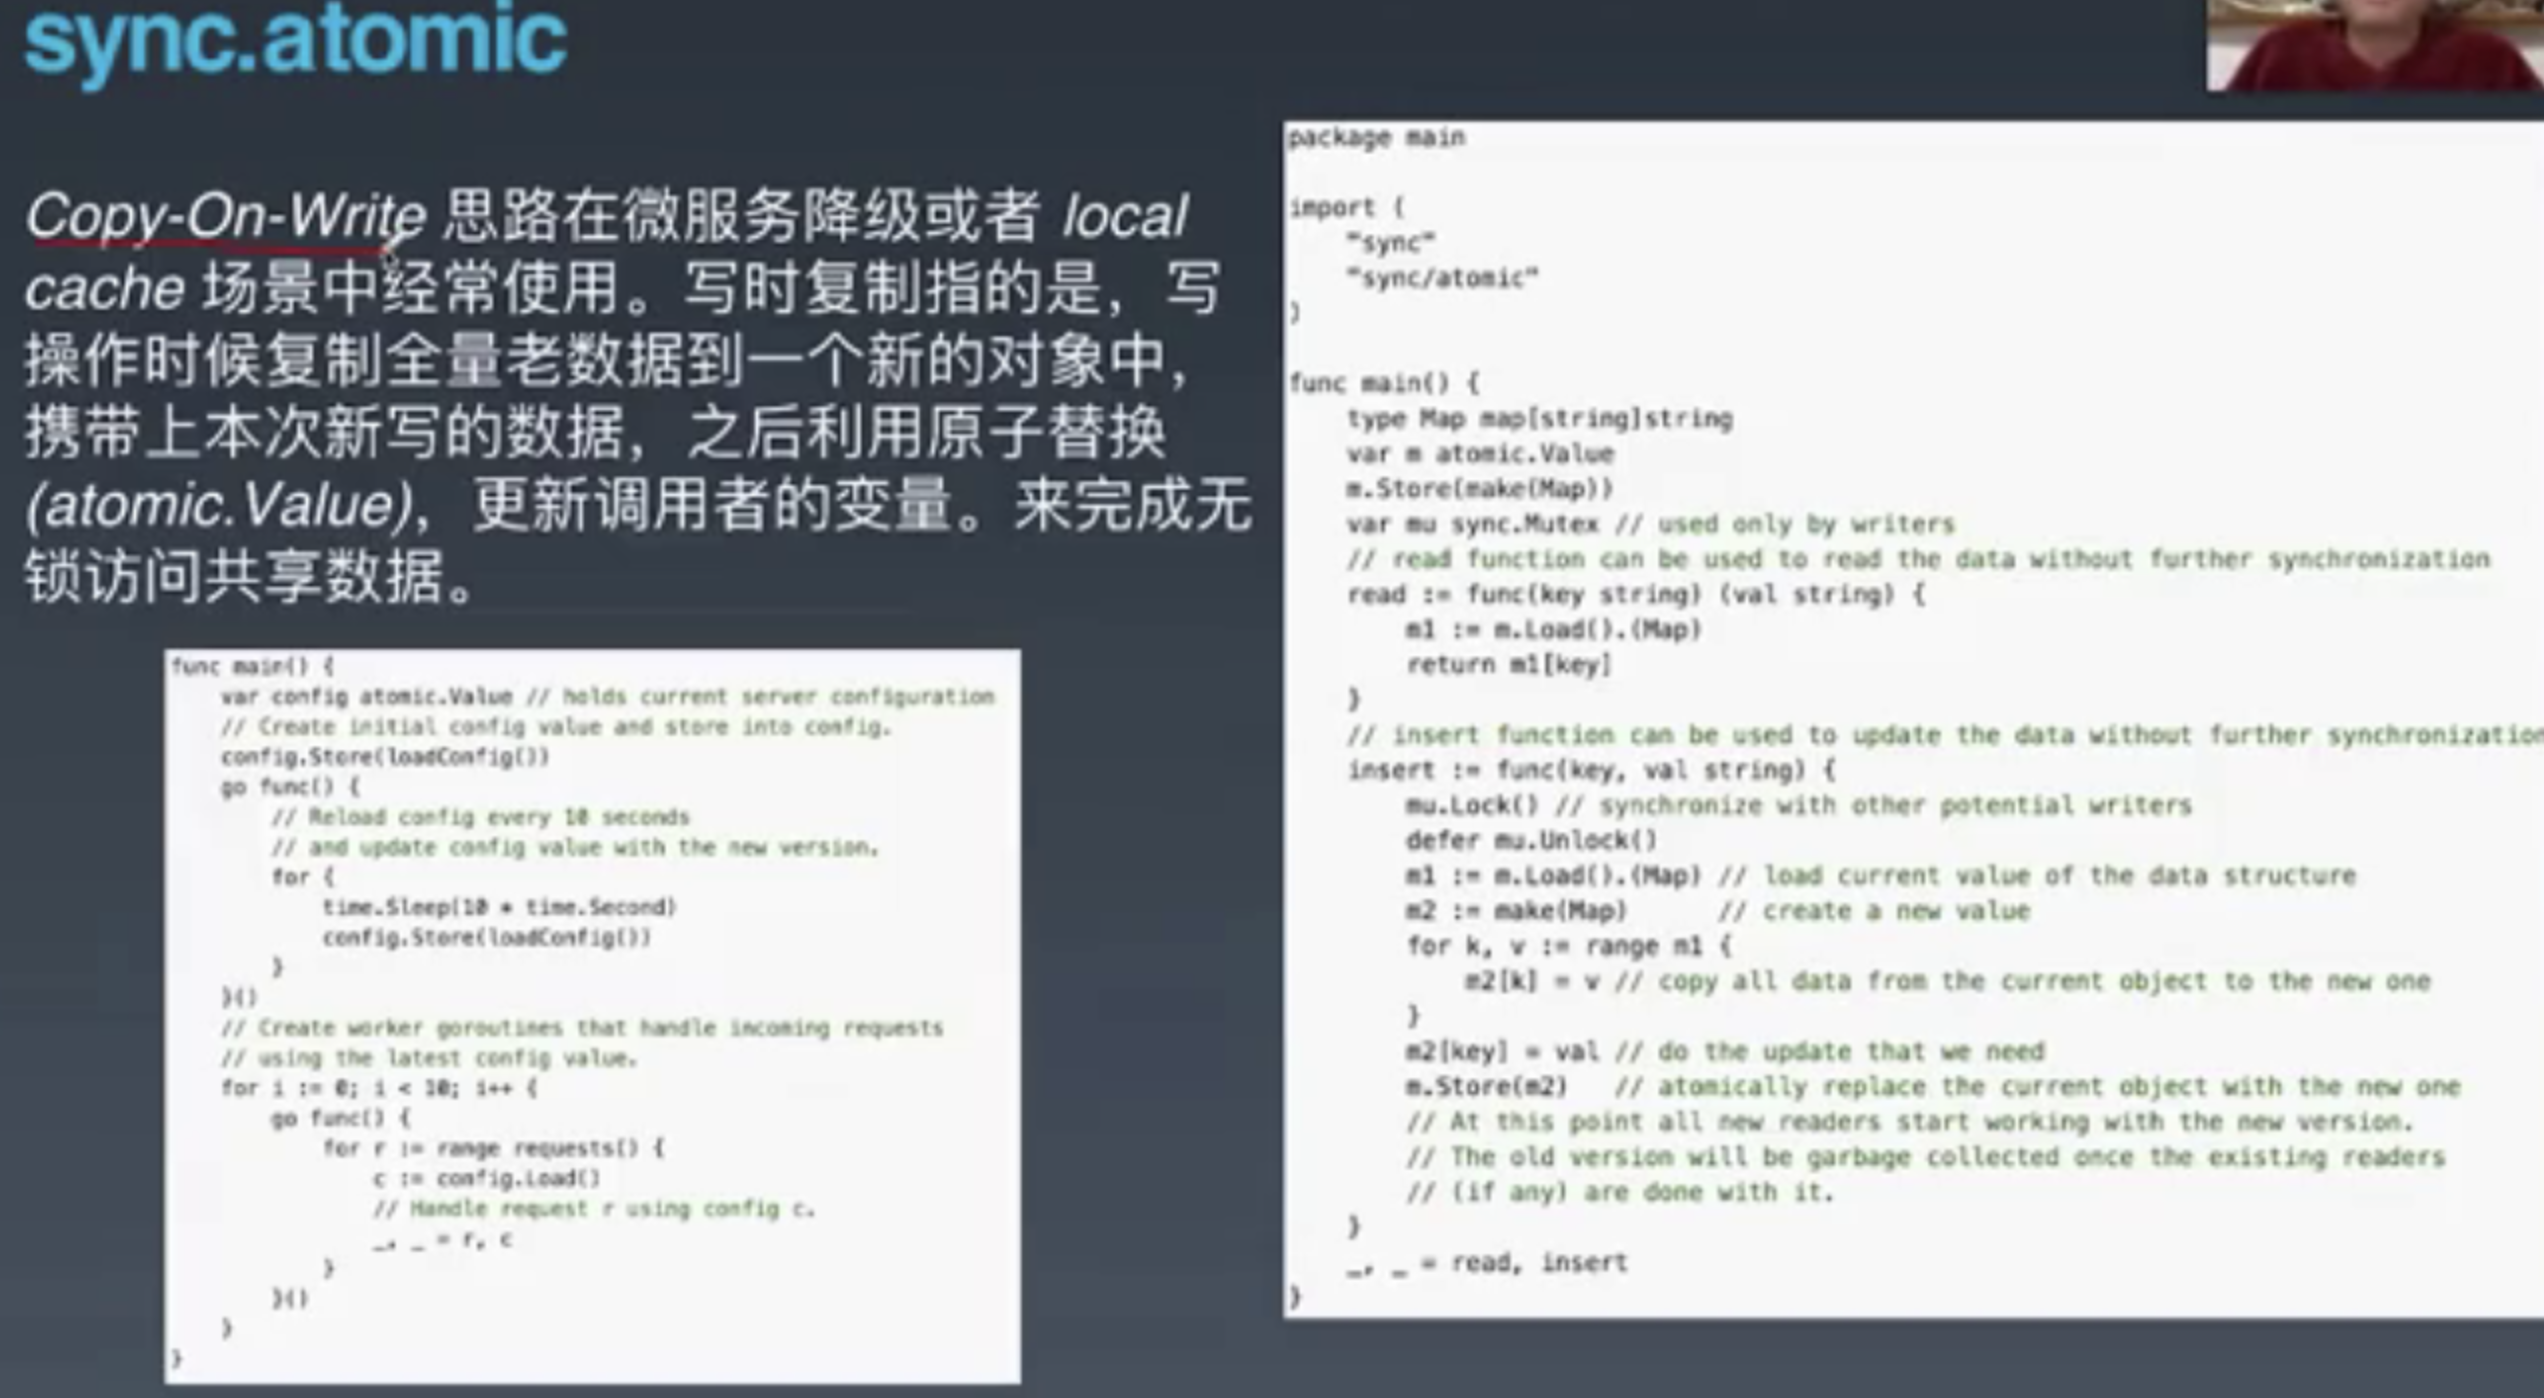 sync.atomic
Copy-On-Write 思路在微服务降级或者 local
cache 场景中经常使用。写时复制指的是，写
操作时候复制全量老数据到一个新的对象中，
携带上本次新写的数据，之后利用原子替换
(atomic.Value)，更新调用者的变量。来完成无
锁访问共享数据。
func main() {
    var config atomic.Value // holds current server configuration
    // Create initial config value and store into config.
    config.Store(loadConfig())
    go func() {
        // Reload config every 10 seconds
        // and update config value with the new version.
        for {
            time.Sleep(10 * time.Second)
            config.Store(loadConfig())
        }
    }()
    // Create worker goroutines that handle incoming requests
    // using the latest config value.
    for i := 0; i < 10; i++ {
        go func() {
            for r := range requests() {
                c := config.Load()
                // Handle request r using config c.
                _, _ = r, c
            }
        }()
    }
}
package main
import (
    "sync"
    "sync/atomic"
)
func main() {
    type Map map[string]string
    var m atomic.Value
    m.Store(make(Map))
    var mu sync.Mutex // used only by writers
    // read function can be used to read the data without further synchronization
    read := func(key string) (val string) {
        m1 := m.Load().(Map)
        return m1[key]
    }
    // insert function can be used to update the data without further synchronization
    insert := func(key, val string) {
        mu.Lock() // synchronize with other potential writers
        defer mu.Unlock()
        m1 := m.Load().(Map) // load current value of the data structure
        m2 := make(Map)      // create a new value
        for k, v := range m1 {
            m2[k] = v // copy all data from the current object to the new one
        }
        m2[key] = val // do the update that we need
        m.Store(m2)   // atomically replace the current object with the new one
        // At this point all new readers start working with the new version.
        // The old version will be garbage collected once the existing readers
        // (if any) are done with it.
    }
    _, _ = read, insert
}